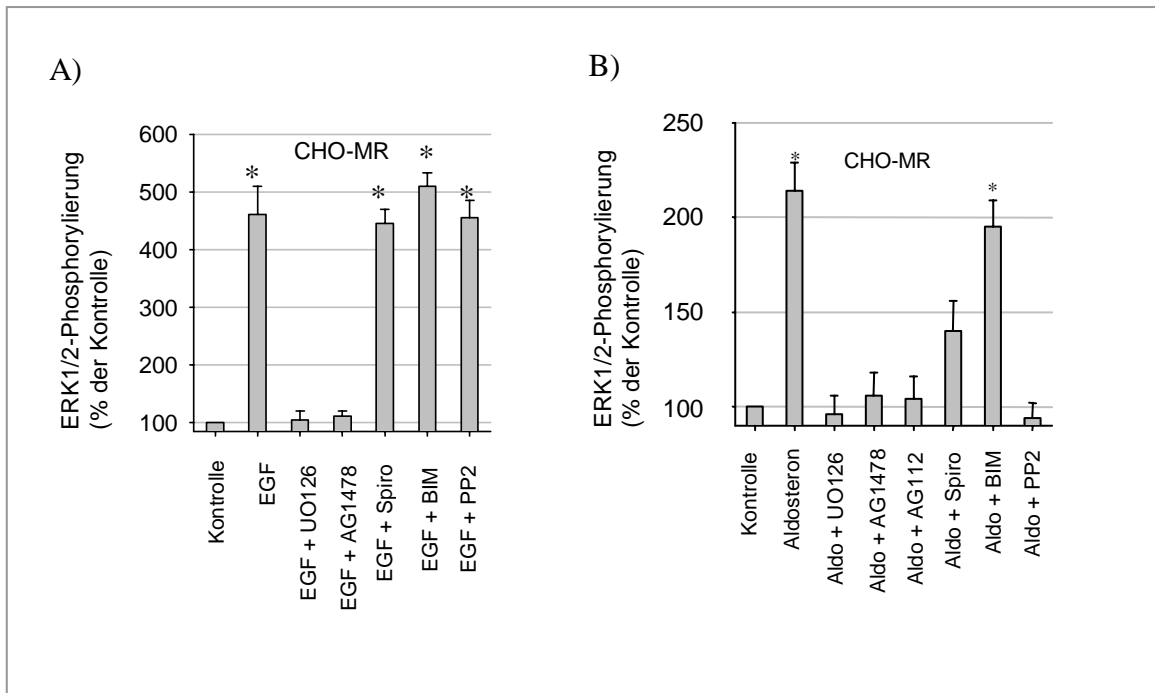 A)
ERK1/2-Phosphorylierung
(% der Kontrolle)
600
500
400
300
200
100
CHO-MR
*
*
*
*
Kontrolle
EGF
EGF + UO126
EGF + AG1478
EGF + Spiro
EGF + BIM
EGF + PP2
B)
ERK1/2-Phosphorylierung
(% der Kontrolle)
250
200
150
100
CHO-MR
*
*
Kontrolle
Aldosteron
Aldo + UO126
Aldo + AG1478
Aldo + AG112
Aldo + Spiro
Aldo + BIM
Aldo + PP2